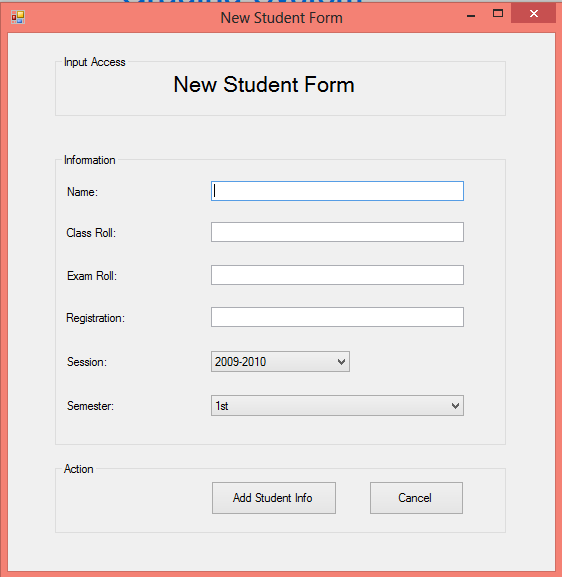 New Student Form
Input Access
New Student Form
Information
Name:
Class Roll:
Exam Roll:
Registration:
Session: 2009-2010
Semester: 1st
Action
Add Student Info Cancel